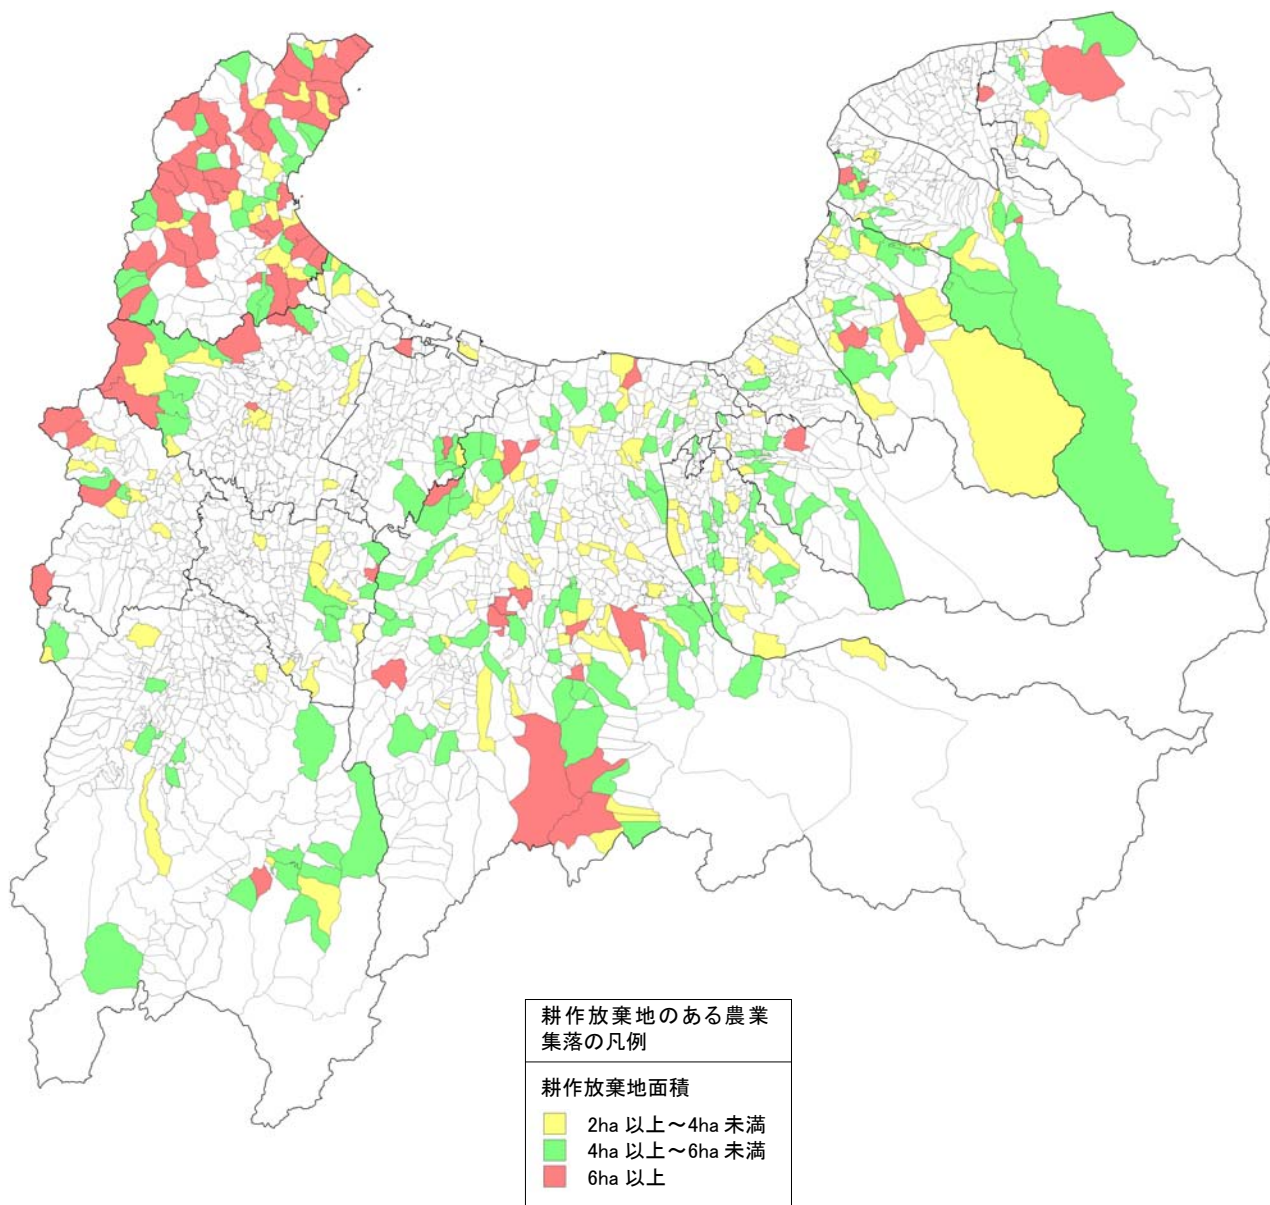 耕作放棄地のある農業
集落の凡例
耕作放棄地面積
2ha 以上～4ha 未満
4ha 以上～6ha 未満
6ha 以上